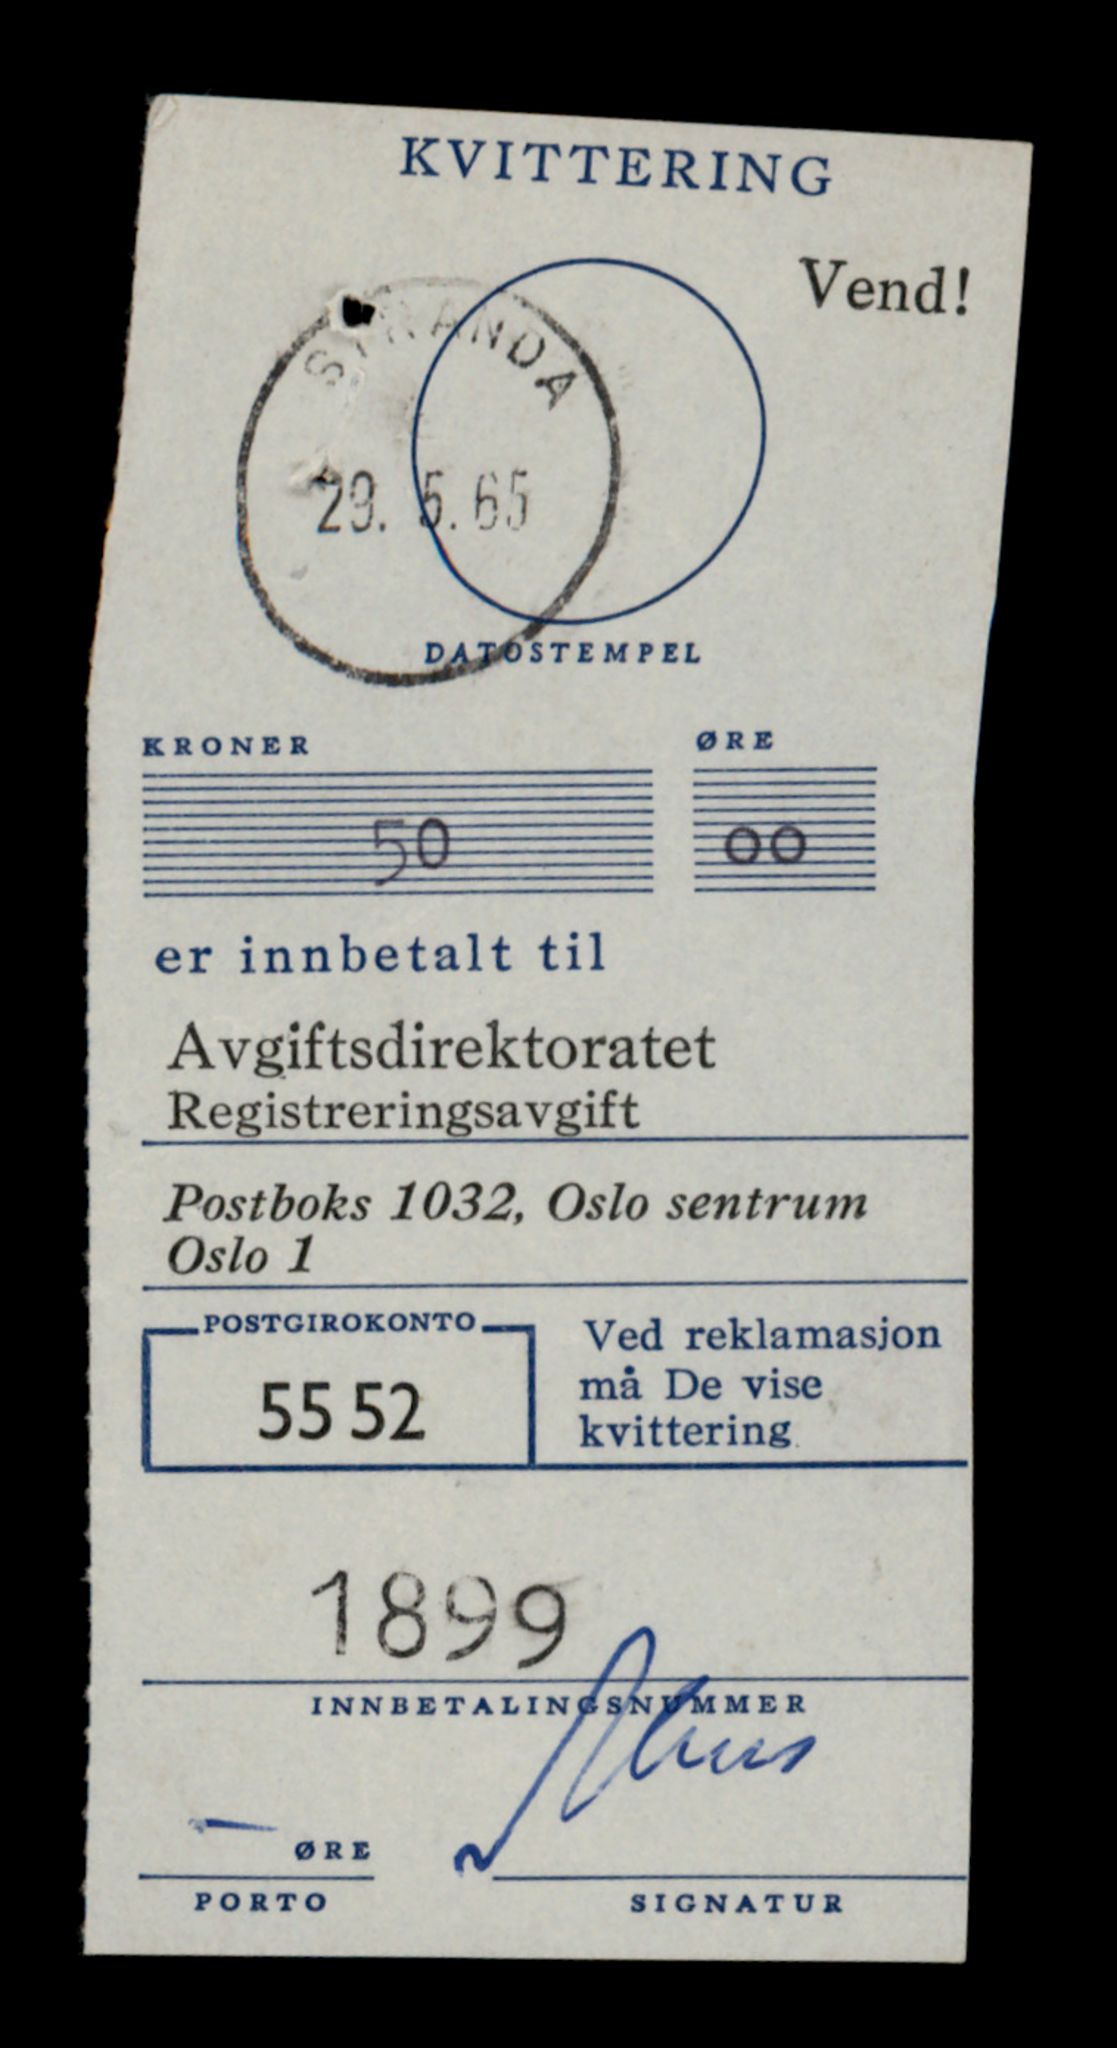 KVITTERING
Vend!
STRANDA
29. 5. 65
DATOSTEMPEL
KRONER ØRE
50 00
er innbetalt til
Avgiftsdirektoratet
Registreringsavgift
Postboks 1032, Oslo sentrum
Oslo 1
POSTGIROKONTO
55 52
Ved reklamasjon
må De vise
kvittering
1899
INNBETALINGSNUMMER
ØRE
PORTO
SIGNATUR